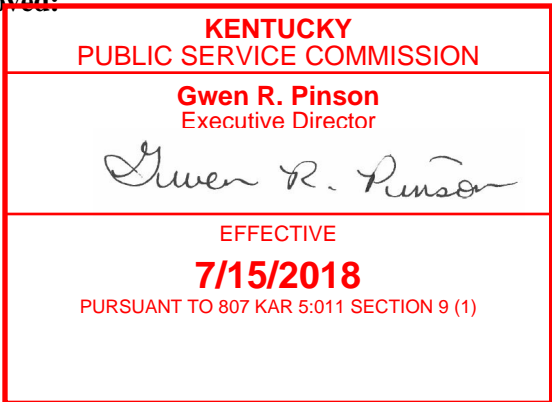 KENTUCKY
PUBLIC SERVICE COMMISSION
Gwen R. Pinson
Executive Director
Gwen R. Pinson
EFFECTIVE
7/15/2018
PURSUANT TO 807 KAR 5:011 SECTION 9 (1)